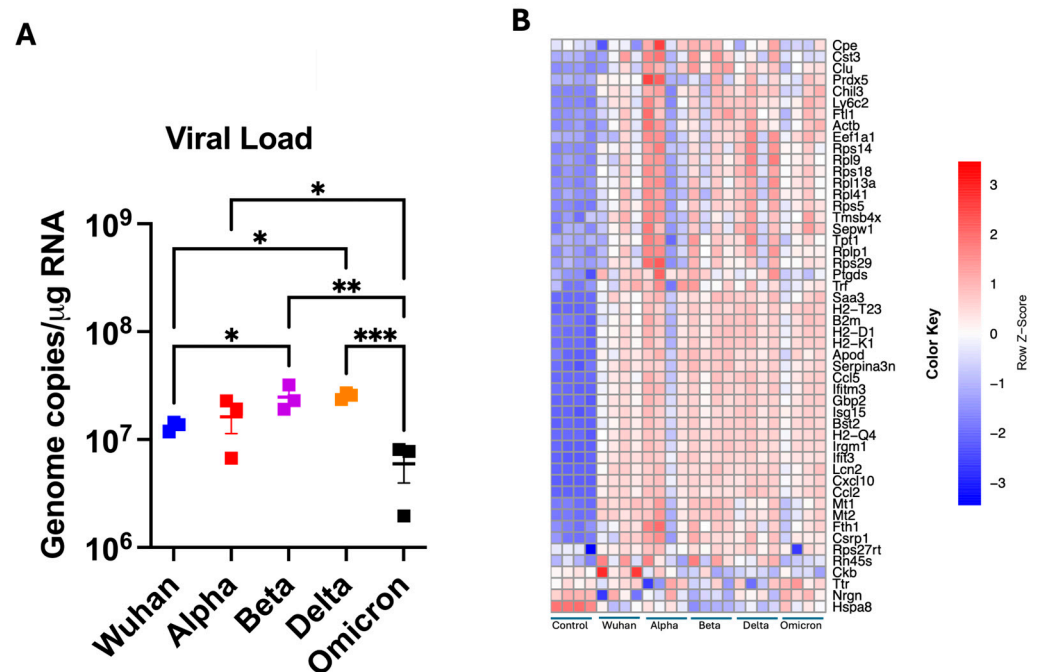 A
Viral Load
Genome copies/µg RNA
10⁹
10⁸
10⁷
10⁶
*
*
**
*
***
Wuhan
Alpha
Beta
Delta
Omicron
B
Cpe
Cst3
Clu
Prdx5
Chil3
Ly6c2
Ftl1
Actb
Eef1a1
Rps14
Rpl9
Rps18
Rpl13a
Rpl41
Rps5
Tmsb4x
Sepw1
Tpt1
Rplp1
Rps29
Ptgds
Trf
Saa3
H2−T23
B2m
H2−D1
H2−K1
Apod
Serpina3n
Ccl5
Ifitm3
Gbp2
Isg15
Bst2
H2−Q4
Irgm1
Ifit3
Lcn2
Cxcl10
Ccl2
Mt1
Mt2
Fth1
Csrp1
Rps27rt
Rn45s
Ckb
Ttr
Nrgn
Hspa8
Control
Wuhan
Alpha
Beta
Delta
Omicron
Color Key
3
2
1
0
−1
−2
−3
Row Z-Score